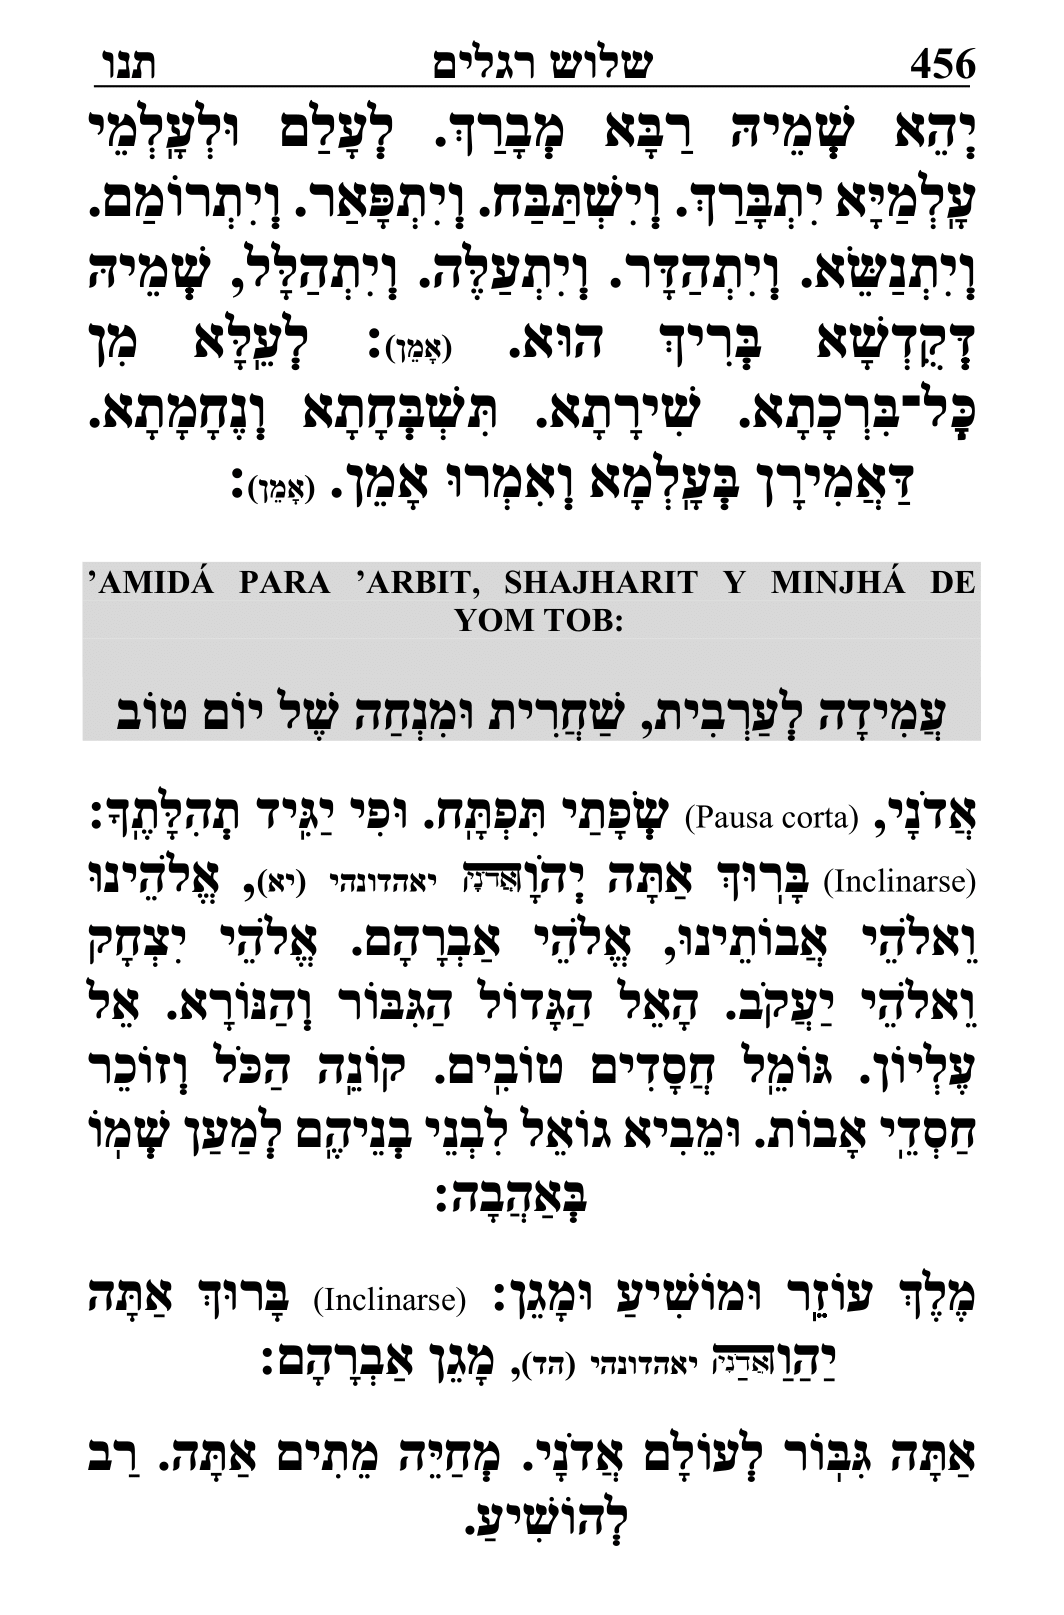 456 שלוש רגלים תנו
יְהֵא שְׁמֵיהּ רַבָּא מְבָרַךְ. לְעָלַם וּלְעָלְמֵי
עָלְמַיָּא יִתְבָּרַךְ. וְיִשְׁתַּבַּח. וְיִתְפָּאַר. וְיִתְרוֹמַם.
וְיִתְנַשֵּׂא. וְיִתְהַדָּר. וְיִתְעַלֶּה. וְיִתְהַלָּל, שְׁמֵיהּ
דְּקֻדְשָׁא בְּרִיךְ הוּא. (אָמֵן): לְעֵלָּא מִן
כָּל־בִּרְכָתָא. שִׁירָתָא. תִּשְׁבְּחָתָא וְנֶחָמָתָא.
דַּאֲמִירָן בְּעָלְמָא וְאִמְרוּ אָמֵן. (אָמֵן):
’AMIDÁ PARA ’ARBIT, SHAJHARIT Y MINJHÁ DE
YOM TOB:
עֲמִידָה לְעַרְבִית, שַׁחֲרִית וּמִנְחַה שֶׁל יוֹם טוֹב
אֲדֹנָי, (Pausa corta) שְׂפָתַי תִּפְתָּח. וּפִי יַגִּיד תְּהִלָּתֶךָ:
(Inclinarse) בָּרוּךְ אַתָּה יְהֹוָאֲדֹנָיּ יאהדונהי (יא), אֱלֹהֵינוּ
וֵאלֹהֵי אֲבוֹתֵינוּ, אֱלֹהֵי אַבְרָהָם. אֱלֹהֵי יִצְחָק
וֵאלֹהֵי יַעֲקֹב. הָאֵל הַגָּדוֹל הַגִּבּוֹר וְהַנּוֹרָא. אֵל
עֶלְיוֹן. גּוֹמֵל חֲסָדִים טוֹבִים. קוֹנֵה הַכֹּל וְזוֹכֵר
חַסְדֵי אָבוֹת. וּמֵבִיא גוֹאֵל לִבְנֵי בְנֵיהֶם לְמַעַן שְׁמוֹ
בְּאַהֲבָה:
מֶלֶךְ עוֹזֵר וּמוֹשִׁיעַ וּמָגֵן: (Inclinarse) בָּרוּךְ אַתָּה
יַהַוַאֲדַנָיַּ יאהדונהי (הד), מָגֵן אַבְרָהָם:
אַתָּה גִּבּוֹר לְעוֹלָם אֲדֹנָי. מְחַיֵּה מֵתִים אַתָּה. רַב
לְהוֹשִׁיעַ.